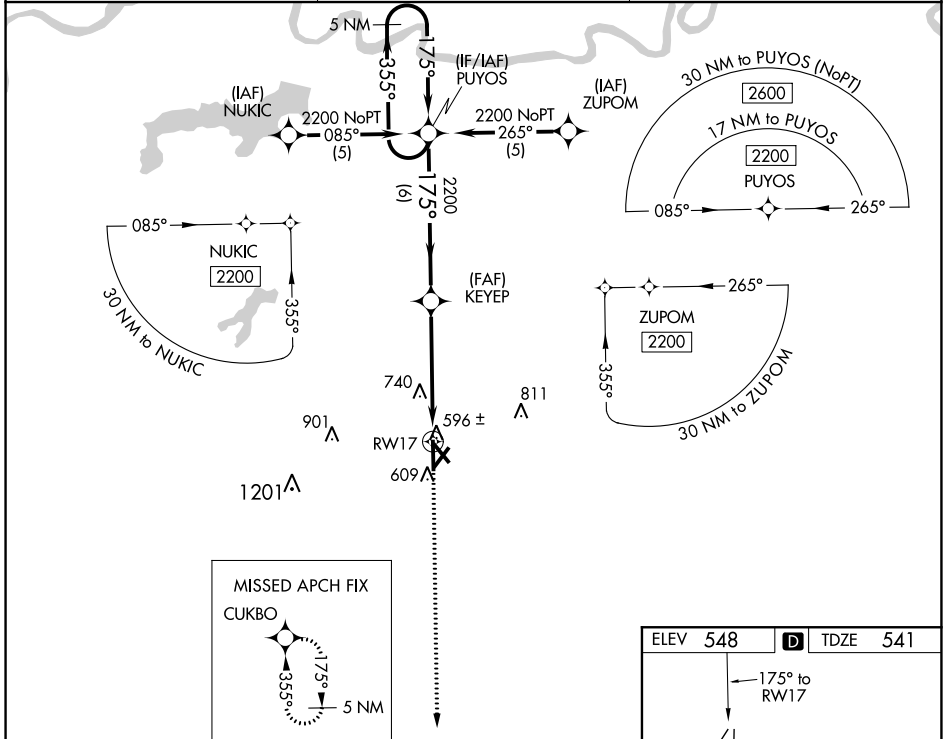 5 NM
355°
175°
(IF/IAF)
PUYOS
(IAF)
NUKIC
2200 NoPT
085°
(5)
(IAF)
ZUPOM
2200 NoPT
265°
(5)
2200
175°
(6)
30 NM to PUYOS (NoPT)
2600
17 NM to PUYOS
2200
PUYOS
085°
265°
085°
NUKIC
2200
355°
30 NM to NUKIC
(FAF)
KEYEP
265°
ZUPOM
2200
355°
30 NM to ZUPOM
740
811
901
596 ±
RW17
609
1201
MISSED APCH FIX
CUKBO
355°
175°
5 NM
ELEV 548 D TDZE 541
175° to
RW17